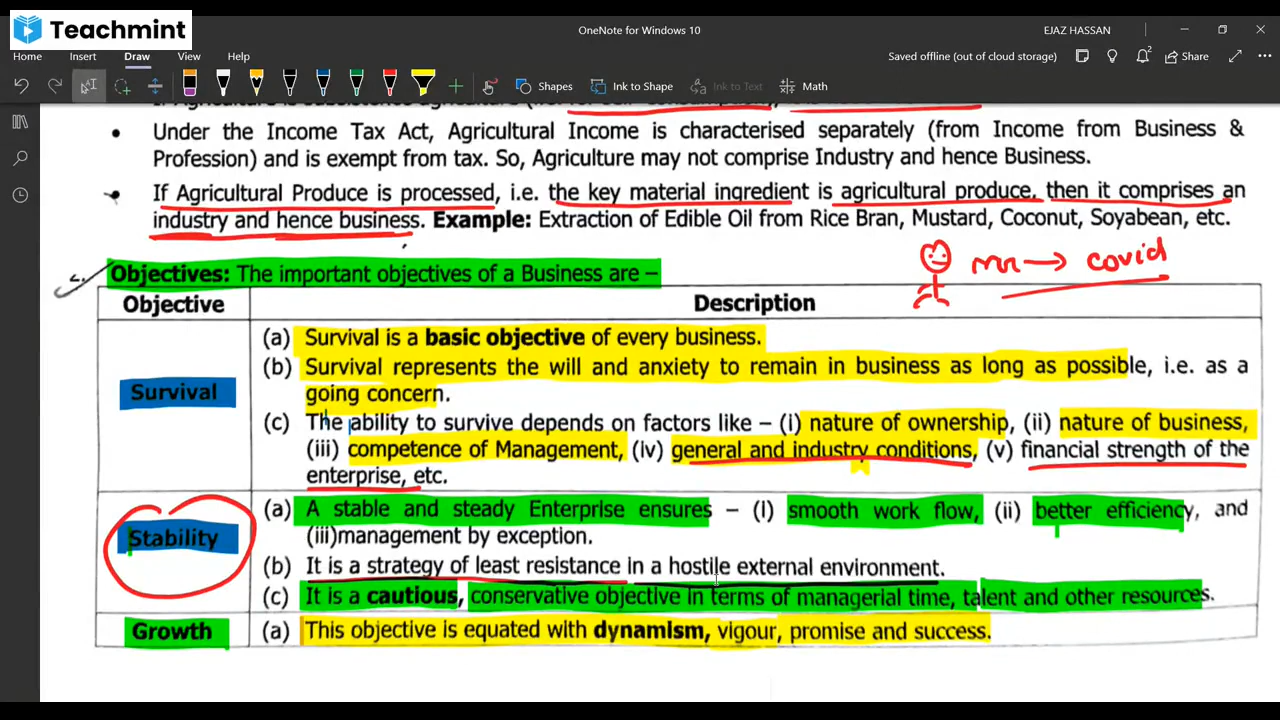 Teachmint
OneNote for Windows 10
EJAZ HASSAN
Home Insert Draw View Help
Saved offline (out of cloud storage)
2
Share
Shapes
Ink to Shape
Ink to Text
Math
• Under the Income Tax Act, Agricultural Income is characterised separately (from Income from Business &
Profession) and is exempt from tax. So, Agriculture may not comprise Industry and hence Business.
• If Agricultural Produce is processed, i.e. the key material ingredient is agricultural produce, then it comprises an
industry and hence business. Example: Extraction of Edible Oil from Rice Bran, Mustard, Coconut, Soyabean, etc.
covid
2. Objectives: The important objectives of a Business are –
Objective Description
Survival
(a) Survival is a basic objective of every business.
(b) Survival represents the will and anxiety to remain in business as long as possible, i.e. as a
going concern.
(c) The ability to survive depends on factors like – (i) nature of ownership, (ii) nature of business,
(iii) competence of Management, (iv) general and industry conditions, (v) financial strength of the
enterprise, etc.
Stability
(a) A stable and steady Enterprise ensures – (i) smooth work flow, (ii) better efficiency, and
(iii)management by exception.
(b) It is a strategy of least resistance in a hostile external environment.
(c) It is a cautious, conservative objective in terms of managerial time, talent and other resources.
Growth
(a) This objective is equated with dynamism, vigour, promise and success.